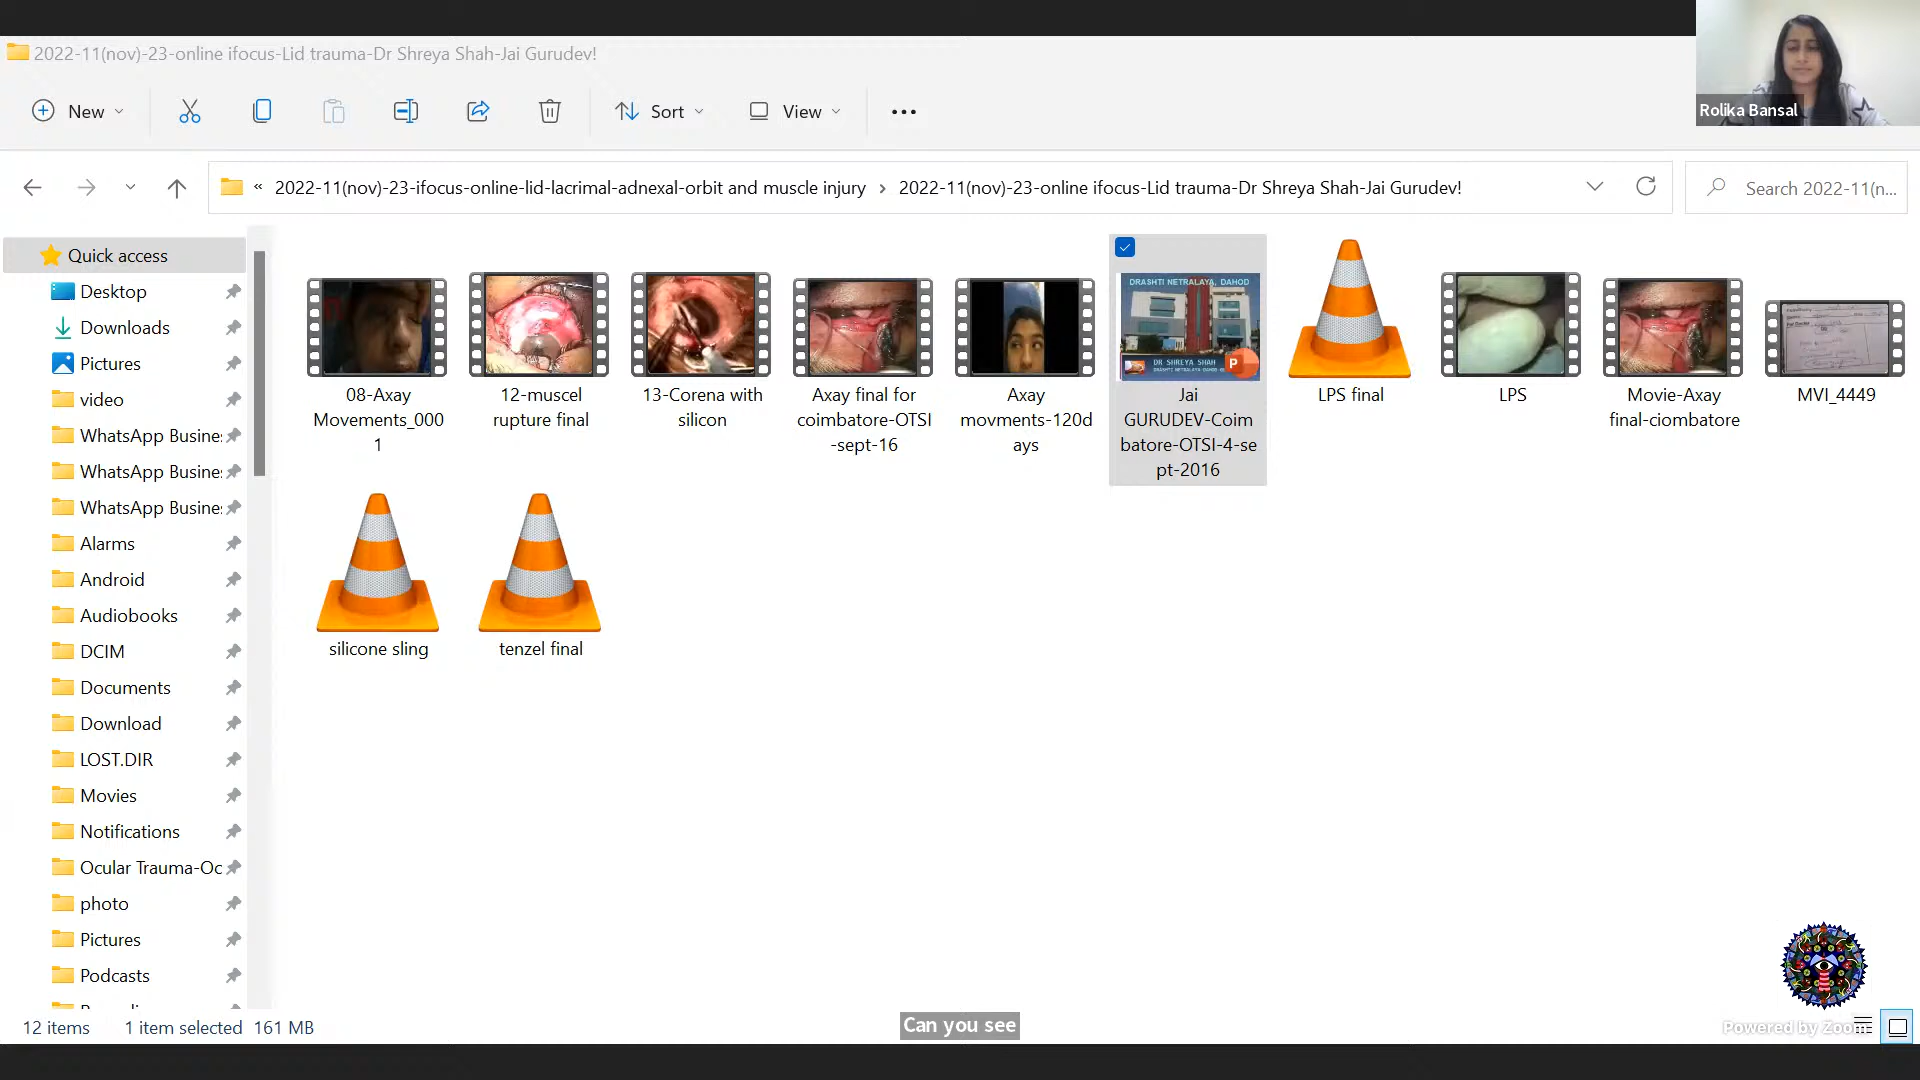 2022-11(nov)-23-online ifocus-Lid trauma-Dr Shreya Shah-Jai Gurudev!
Rolika Bansal
New
Sort
View
« 2022-11(nov)-23-ifocus-online-lid-lacrimal-adnexal-orbit and muscle injury > 2022-11(nov)-23-online ifocus-Lid trauma-Dr Shreya Shah-Jai Gurudev!
Search 2022-11(n...
Quick access
Desktop
Downloads
Pictures
video
WhatsApp Busine
WhatsApp Busine
WhatsApp Busine
Alarms
Android
Audiobooks
DCIM
Documents
Download
LOST.DIR
Movies
Notifications
Ocular Trauma-Oc
photo
Pictures
Podcasts
08-Axay
Movements_000
1
12-muscel
rupture final
13-Corena with
silicon
Axay final for
coimbatore-OTSI
-sept-16
Axay
movments-120d
ays
DRASHTI NETRALAYA, DAHOD
DR SHREYA SHAH
P
Jai
GURUDEV-Coim
batore-OTSI-4-se
pt-2016
LPS final
LPS
Movie-Axay
final-ciombatore
MVI_4449
silicone sling
tenzel final
12 items
1 item selected 161 MB
Can you see
Powered by Zoom